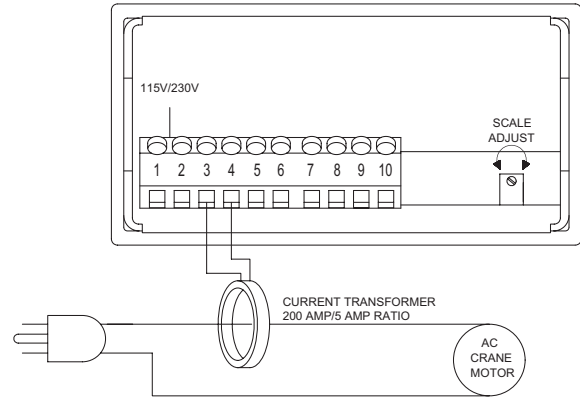 115V/230V
SCALE
ADJUST
1 2 3 4 5 6 7 8 9 10
CURRENT TRANSFORMER
200 AMP/5 AMP RATIO
AC
CRANE
MOTOR